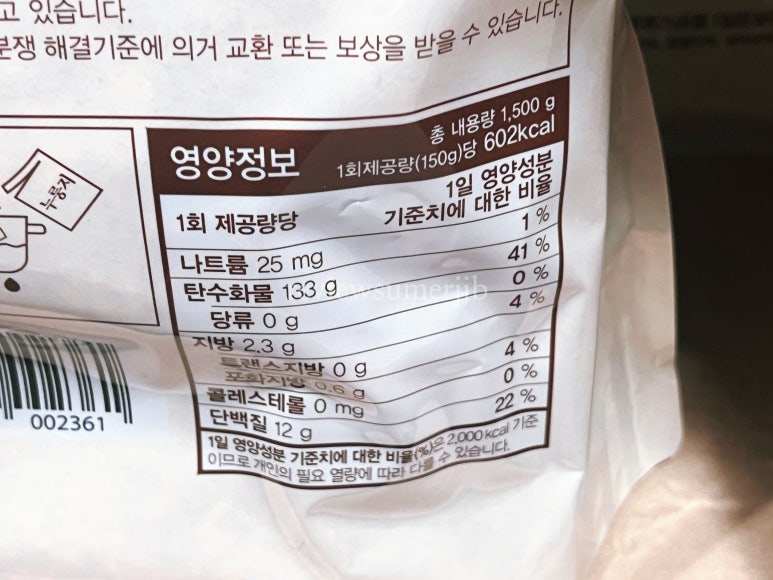 고 있습니다.
분쟁 해결기준에 의거 교환 또는 보상을 받을 수 있습니다.
누룽지
영양정보
총 내용량 1,500 g
1회제공량(150g)당 602kcal
1회 제공량당
1일 영양성분
기준치에 대한 비율
나트륨 25 mg 1 %
탄수화물 133 g 41 %
당류 0 g 0 %
지방 2.3 g 4 %
트랜스지방 0 g
포화지방 0.6 g 4 %
콜레스테롤 0 mg 0 %
단백질 12 g 22 %
1일 영양성분 기준치에 대한 비율(%)은 2,000 kcal 기준
이므로 개인의 필요 열량에 따라 다를 수 있습니다.
002361